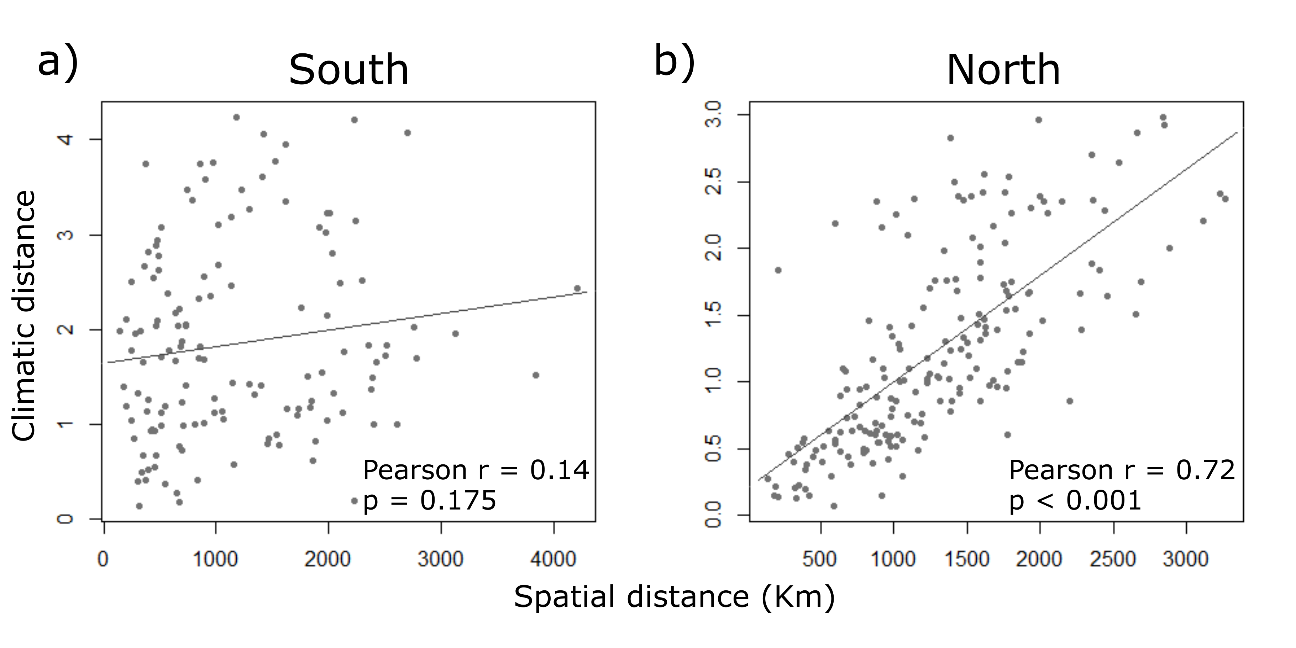 a) South
b) North
Climatic distance
4
3
2
1
0
0 1000 2000 3000 4000
Pearson r = 0.14
p = 0.175
3.0
2.5
2.0
1.5
1.0
0.5
0.0
500 1000 1500 2000 2500 3000
Pearson r = 0.72
p < 0.001
Spatial distance (Km)